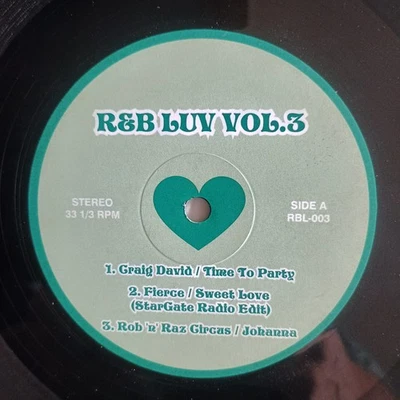 R&B LUV VOL.3
STEREO
33 1/3 RPM
SIDE A
RBL-003
1. Craig David / Time To Party
2. Fierce / Sweet Love
(StarGate Radio Edit)
3. Rob 'n' Raz Circus / Johanna